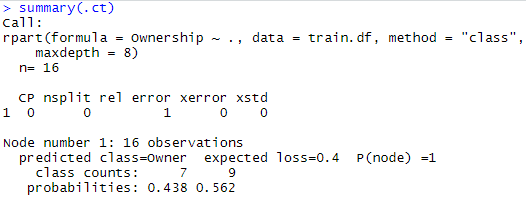 > summary(.ct)
Call:
rpart(formula = Ownership ~ ., data = train.df, method = "class",
    maxdepth = 8)
  n= 16

  CP nsplit rel error xerror xstd
1  0      0         1      0    0

Node number 1: 16 observations
  predicted class=Owner  expected loss=0.4  P(node) =1
    class counts:     7     9
   probabilities: 0.438 0.562